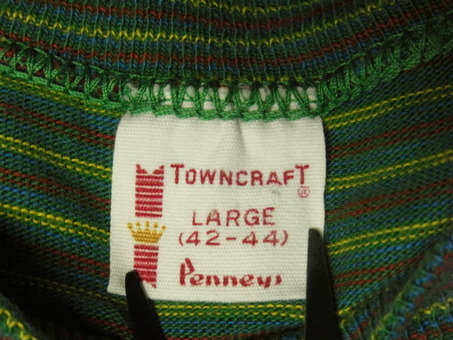 TOWNCRAFT®
LARGE
(42-44)
Penneys